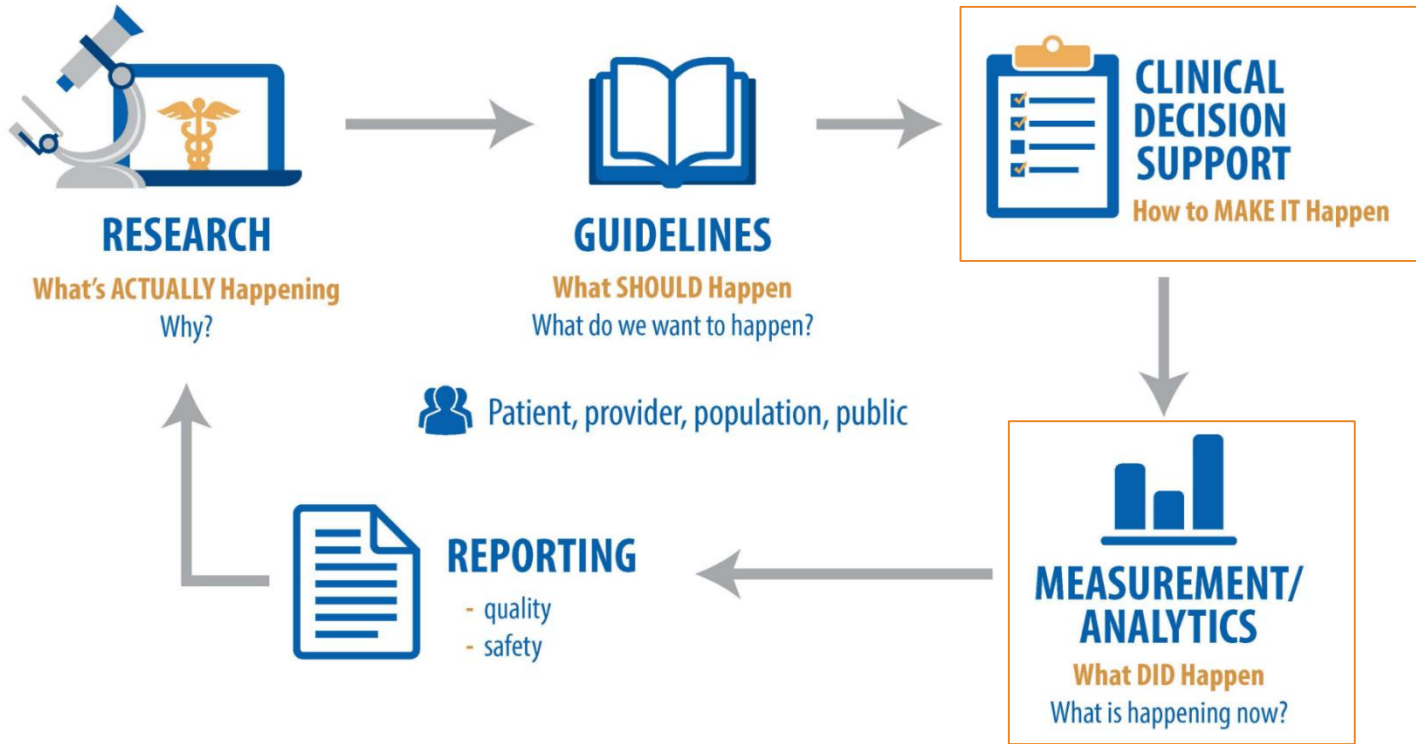 RESEARCH
What's ACTUALLY Happening
Why?
GUIDELINES
What SHOULD Happen
What do we want to happen?
CLINICAL
DECISION
SUPPORT
How to MAKE IT Happen
Patient, provider, population, public
MEASUREMENT/
ANALYTICS
What DID Happen
What is happening now?
REPORTING
- quality
- safety